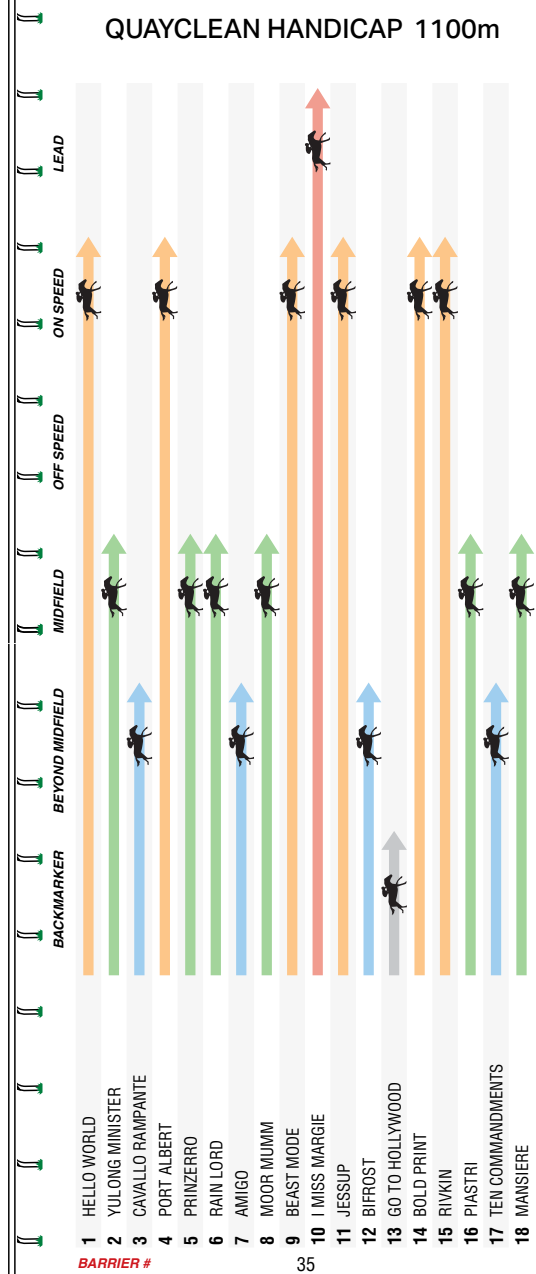 QUAYCLEAN HANDICAP 1100m
LEAD
ON SPEED
OFF SPEED
MIDFIELD
BEYOND MIDFIELD
BACKMARKER
1 HELLO WORLD
2 YULONG MINISTER
3 CAVALLO RAMPANTE
4 PORT ALBERT
5 PRINZERRO
6 RAIN LORD
7 AMIGO
8 MOOR MUMM
9 BEAST MODE
10 I MISS MARGIE
11 JESSUP
12 BIFROST
13 GO TO HOLLYWOOD
14 BOLD PRINT
15 RIVKIN
16 PIASTRI
17 TEN COMMANDMENTS
18 MANSIERE
BARRIER #
35